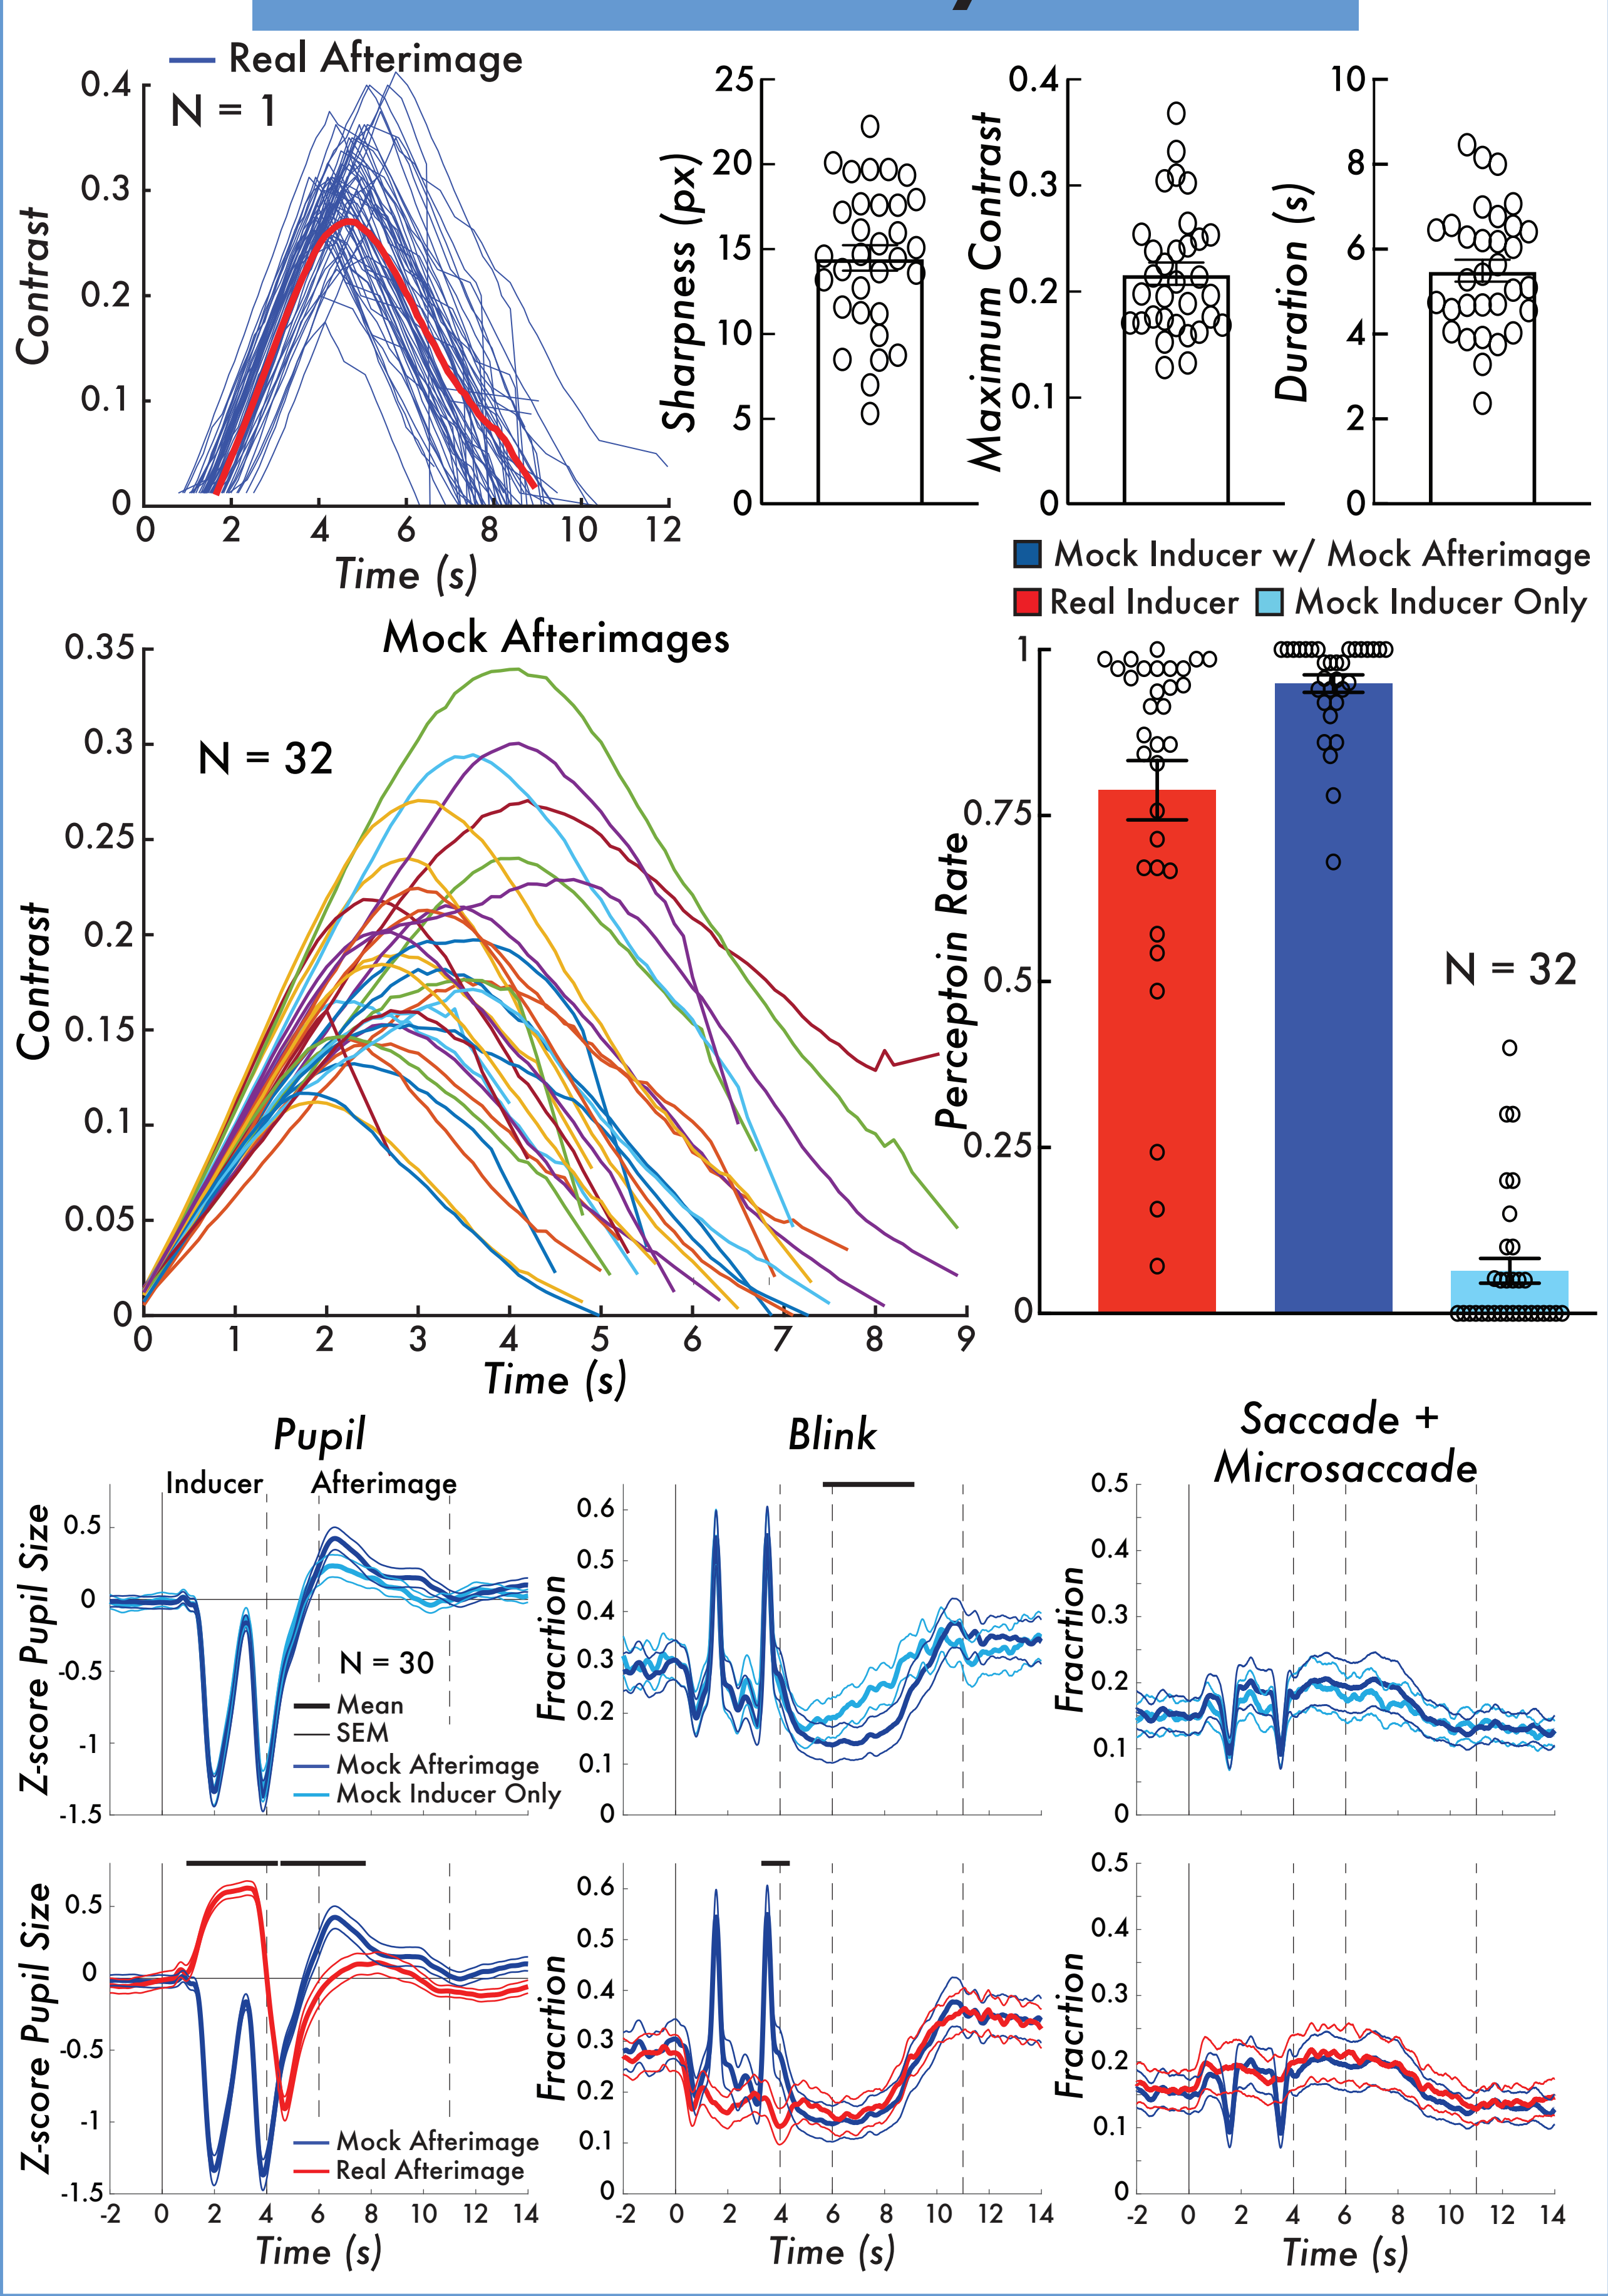 Real Afterimage
N = 1
Contrast
0.4
0.3
0.2
0.1
0
0 2 4 6 8 10 12
Time (s)
Sharpness (px)
25
20
15
10
5
0
Maximum Contrast
0.4
0.3
0.2
0.1
0
Duration (s)
10
8
6
4
2
0
Mock Inducer w/ Mock Afterimage
Real Inducer Mock Inducer Only
Mock Afterimages
N = 32
Contrast
0.35
0.3
0.25
0.2
0.15
0.1
0.05
0
0 1 2 3 4 5 6 7 8 9
Time (s)
Perceptoin Rate
1
0.75
0.5
0.25
0
N = 32
Pupil
Inducer Afterimage
Z-score Pupil Size
0.5
0
-0.5
-1
-1.5
N = 30
Mean
SEM
Mock Afterimage
Mock Inducer Only
Blink
Fraction
0.6
0.5
0.4
0.3
0.2
0.1
0
Saccade +
Microsaccade
Fraction
0.5
0.4
0.3
0.2
0.1
0
Z-score Pupil Size
0.5
0
-0.5
-1
-1.5
Mock Afterimage
Real Afterimage
-2 0 2 4 6 8 10 12 14
Time (s)
Fraction
0.6
0.5
0.4
0.3
0.2
0.1
0
-2 0 2 4 6 8 10 12 14
Time (s)
Fraction
0.5
0.4
0.3
0.2
0.1
0
-2 0 2 4 6 8 10 12 14
Time (s)